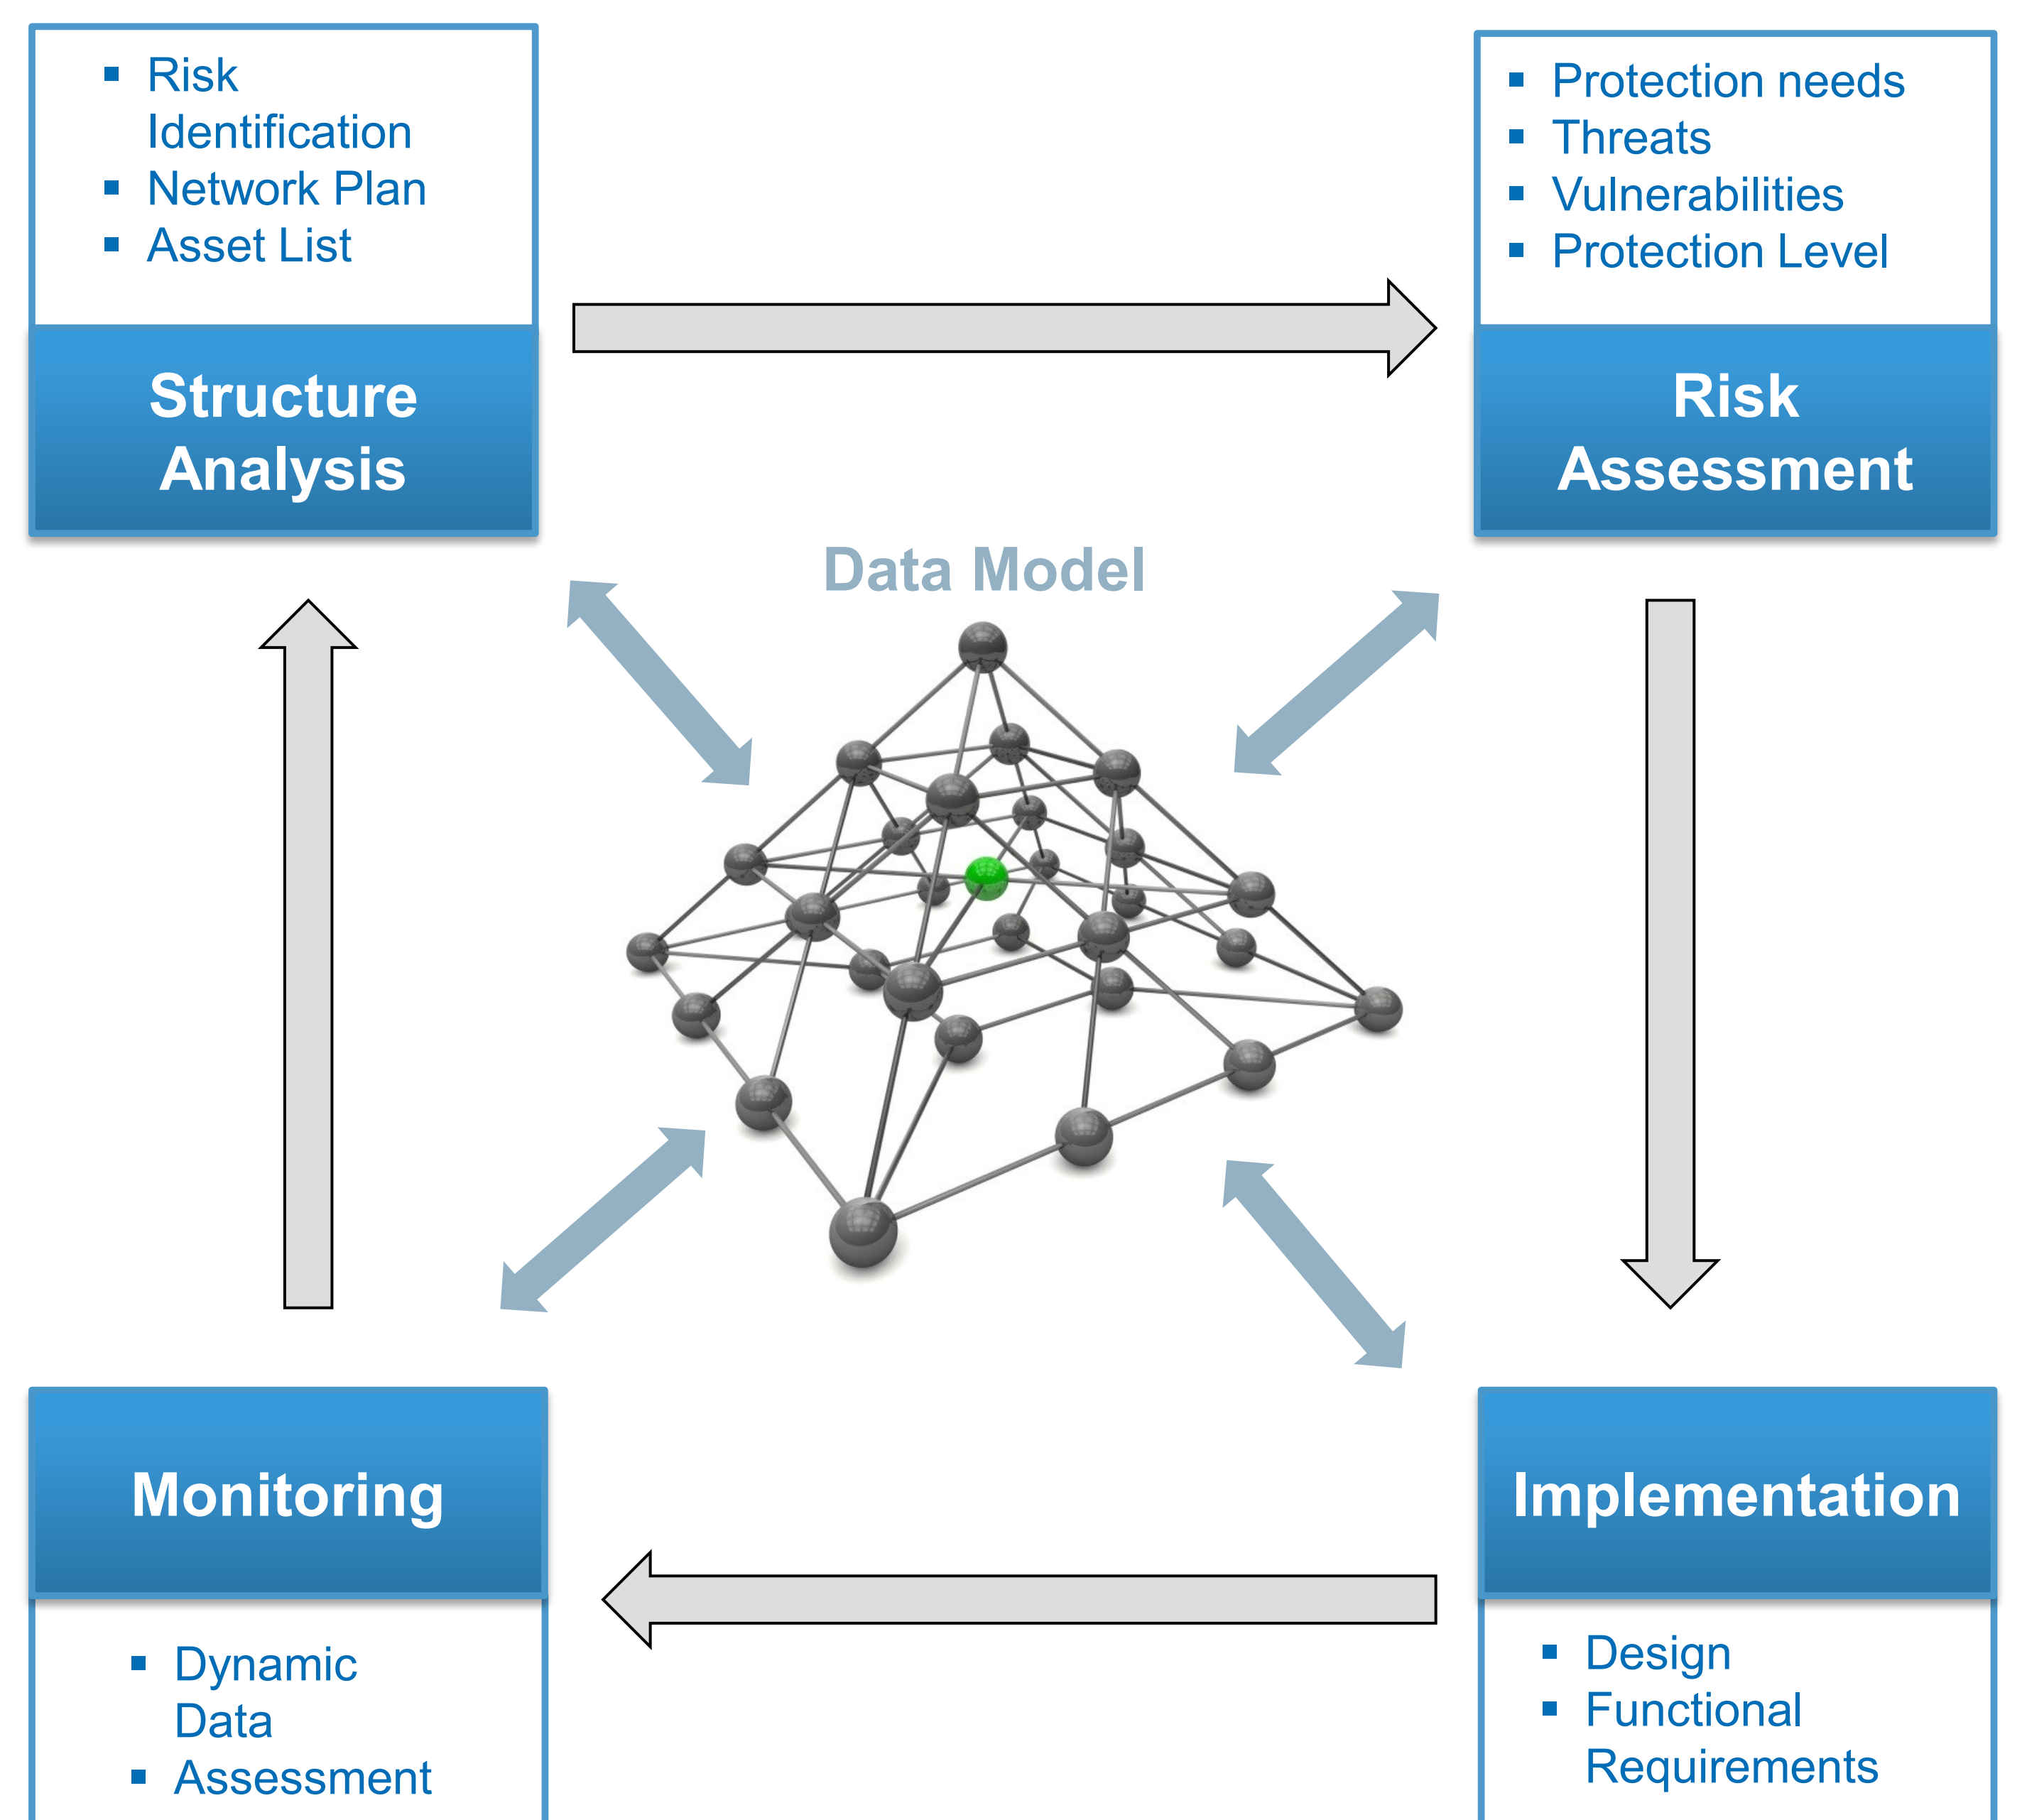 Risk
Identification
Network Plan
Asset List
Structure
Analysis
Protection needs
Threats
Vulnerabilities
Protection Level
Risk
Assessment
Data Model
Monitoring
Dynamic
Data
Assessment
Implementation
Design
Functional
Requirements